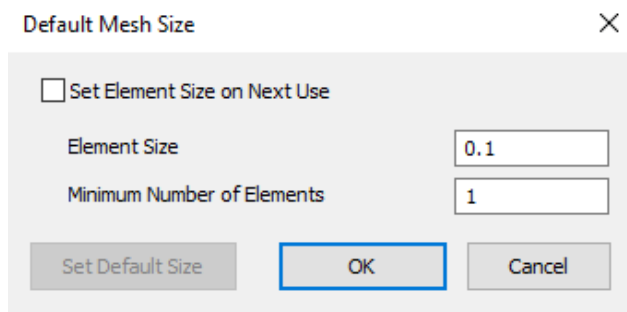 Default Mesh Size
Set Element Size on Next Use
Element Size 0.1
Minimum Number of Elements 1
Set Default Size OK Cancel